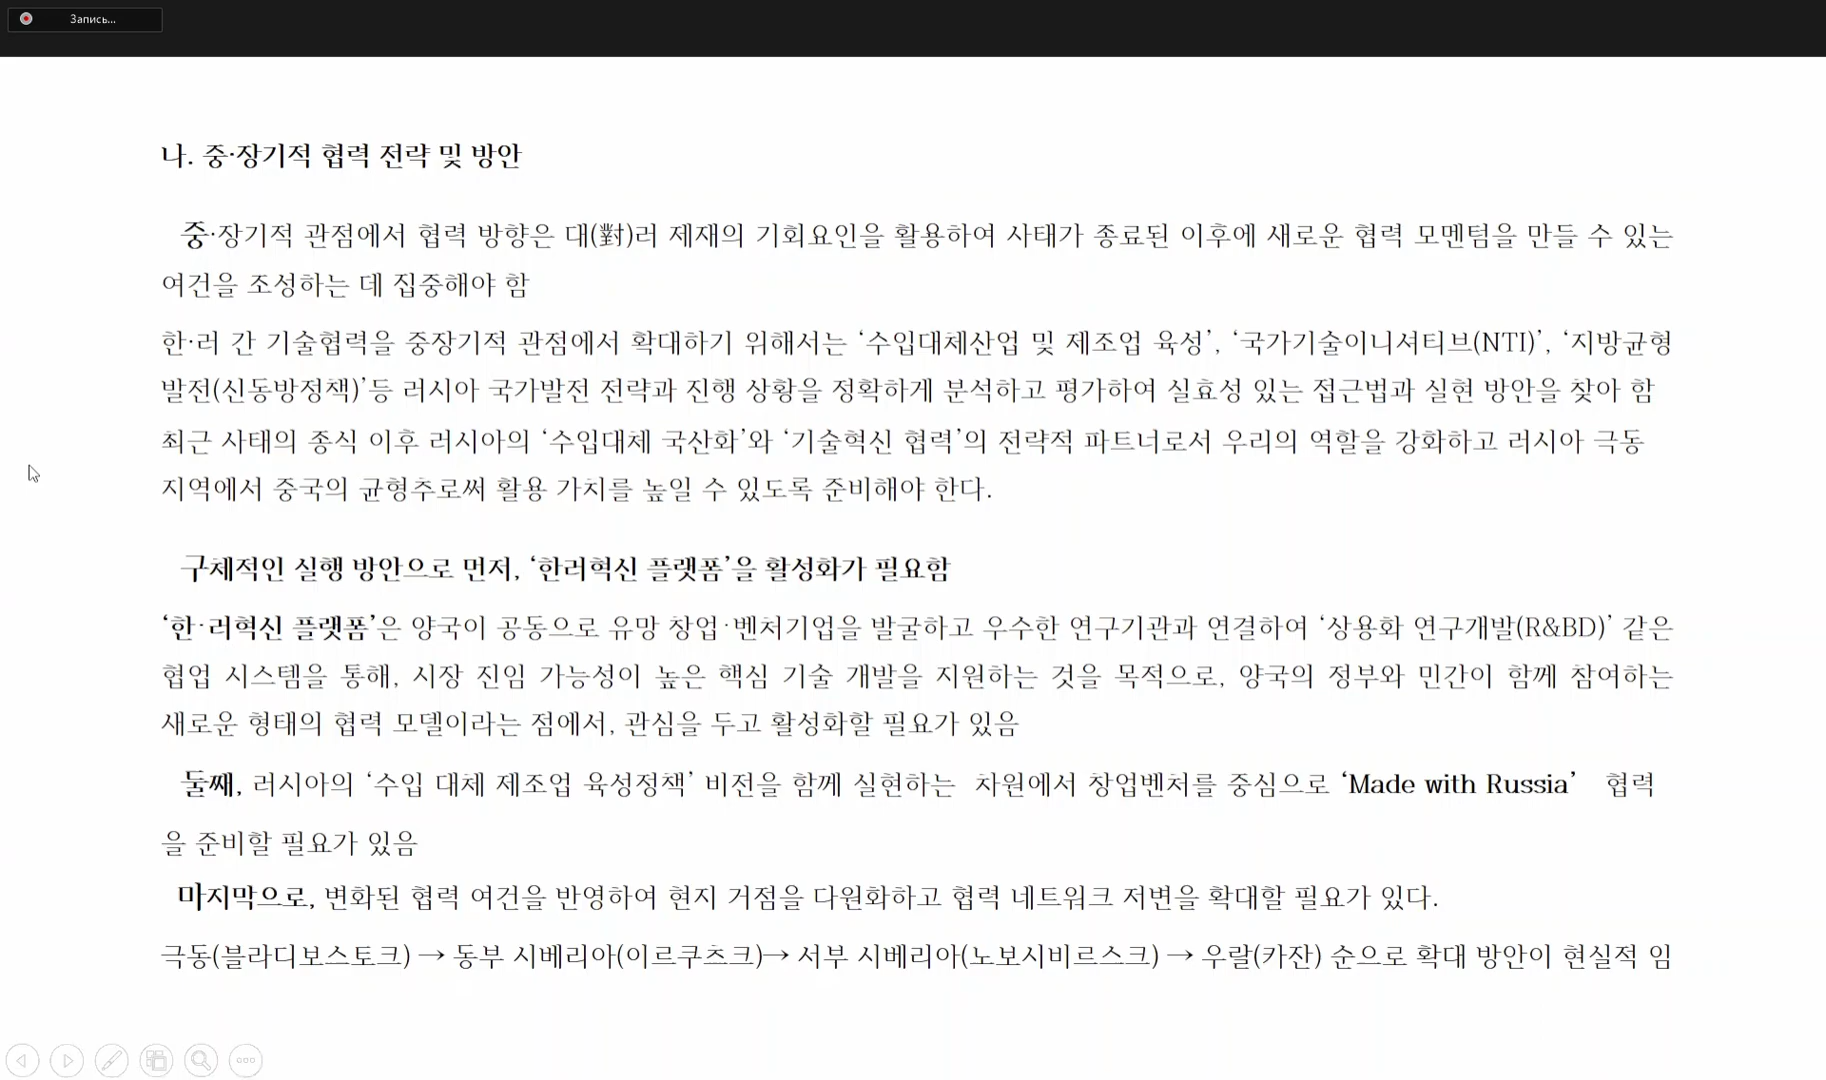 Запись...
나. 중·장기적 협력 전략 및 방안
중·장기적 관점에서 협력 방향은 대(對)러 제재의 기회요인을 활용하여 사태가 종료된 이후에 새로운 협력 모멘텀을 만들 수 있는
여건을 조성하는 데 집중해야 함
한·러 간 기술협력을 중장기적 관점에서 확대하기 위해서는 ‘수입대체산업 및 제조업 육성’, ‘국가기술이니셔티브(NTI)’, ‘지방균형
발전(신동방정책)’등 러시아 국가발전 전략과 진행 상황을 정확하게 분석하고 평가하여 실효성 있는 접근법과 실현 방안을 찾아 함
최근 사태의 종식 이후 러시아의 ‘수입대체 국산화’와 ‘기술혁신 협력’의 전략적 파트너로서 우리의 역할을 강화하고 러시아 극동
지역에서 중국의 균형추로써 활용 가치를 높일 수 있도록 준비해야 한다.
구체적인 실행 방안으로 먼저, ‘한러혁신 플랫폼’을 활성화가 필요함
‘한·러혁신 플랫폼’은 양국이 공동으로 유망 창업·벤처기업을 발굴하고 우수한 연구기관과 연결하여 ‘상용화 연구개발(R&BD)’ 같은
협업 시스템을 통해, 시장 진임 가능성이 높은 핵심 기술 개발을 지원하는 것을 목적으로, 양국의 정부와 민간이 함께 참여하는
새로운 형태의 협력 모델이라는 점에서, 관심을 두고 활성화할 필요가 있음
둘째, 러시아의 ‘수입 대체 제조업 육성정책’ 비전을 함께 실현하는 차원에서 창업벤처를 중심으로 ‘Made with Russia’ 협력
을 준비할 필요가 있음
마지막으로, 변화된 협력 여건을 반영하여 현지 거점을 다원화하고 협력 네트워크 저변을 확대할 필요가 있다.
극동(블라디보스토크) → 동부 시베리아(이르쿠츠크)→ 서부 시베리아(노보시비르스크) → 우랄(카잔) 순으로 확대 방안이 현실적 임